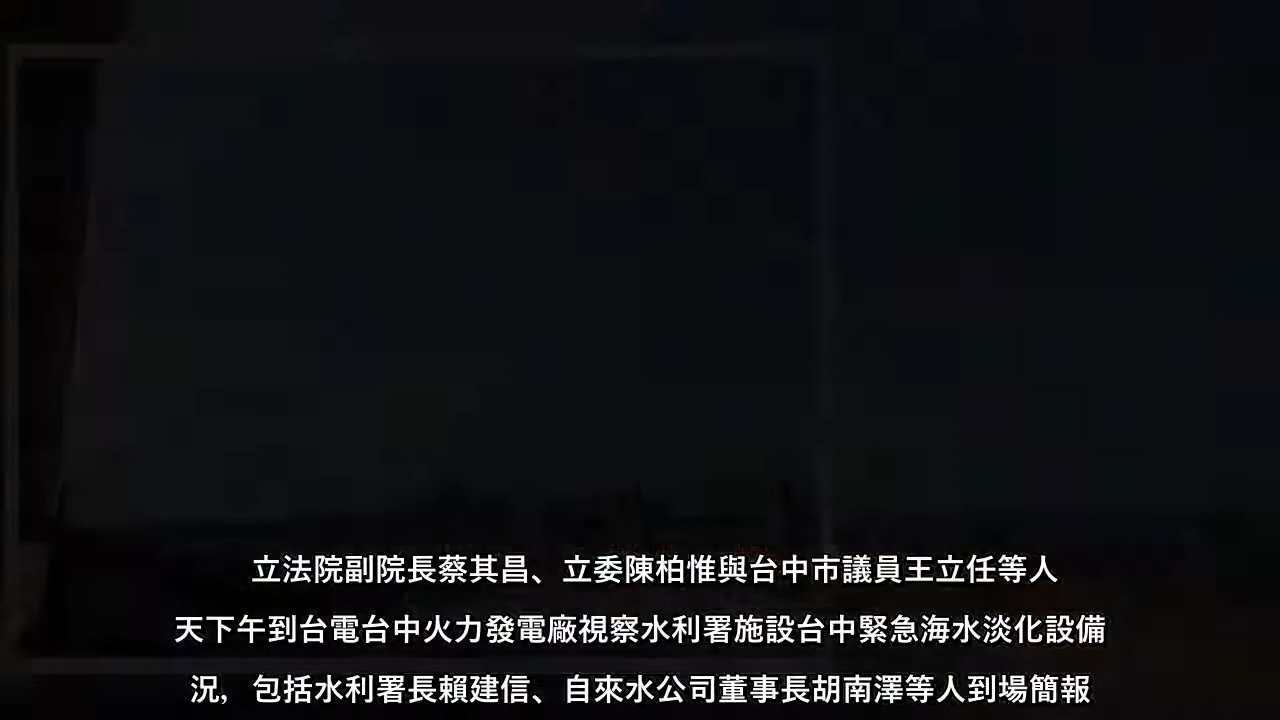 立法院副院長蔡其昌、立委陳柏惟與台中市議員王立任等人
天下午到台電台中火力發電廠視察水利署施設台中緊急海水淡化設備
況，包括水利署長賴建信、自來水公司董事長胡南澤等人到場簡報